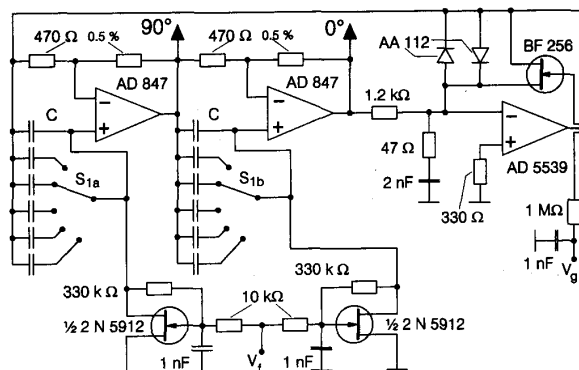 90° 0°
470 Ω 0.5 % 470 Ω 0.5% AA 112 BF 256
AD 847 AD 847
C C 1.2 kΩ
− − −
+ + +
47 Ω AD 5539
S1a S1b 2 nF
330 Ω 1 MΩ
1 nF Vg
330 k Ω 10 kΩ 330 kΩ
½ 2 N 5912 ½ 2 N 5912
1 nF Vf 1 nF